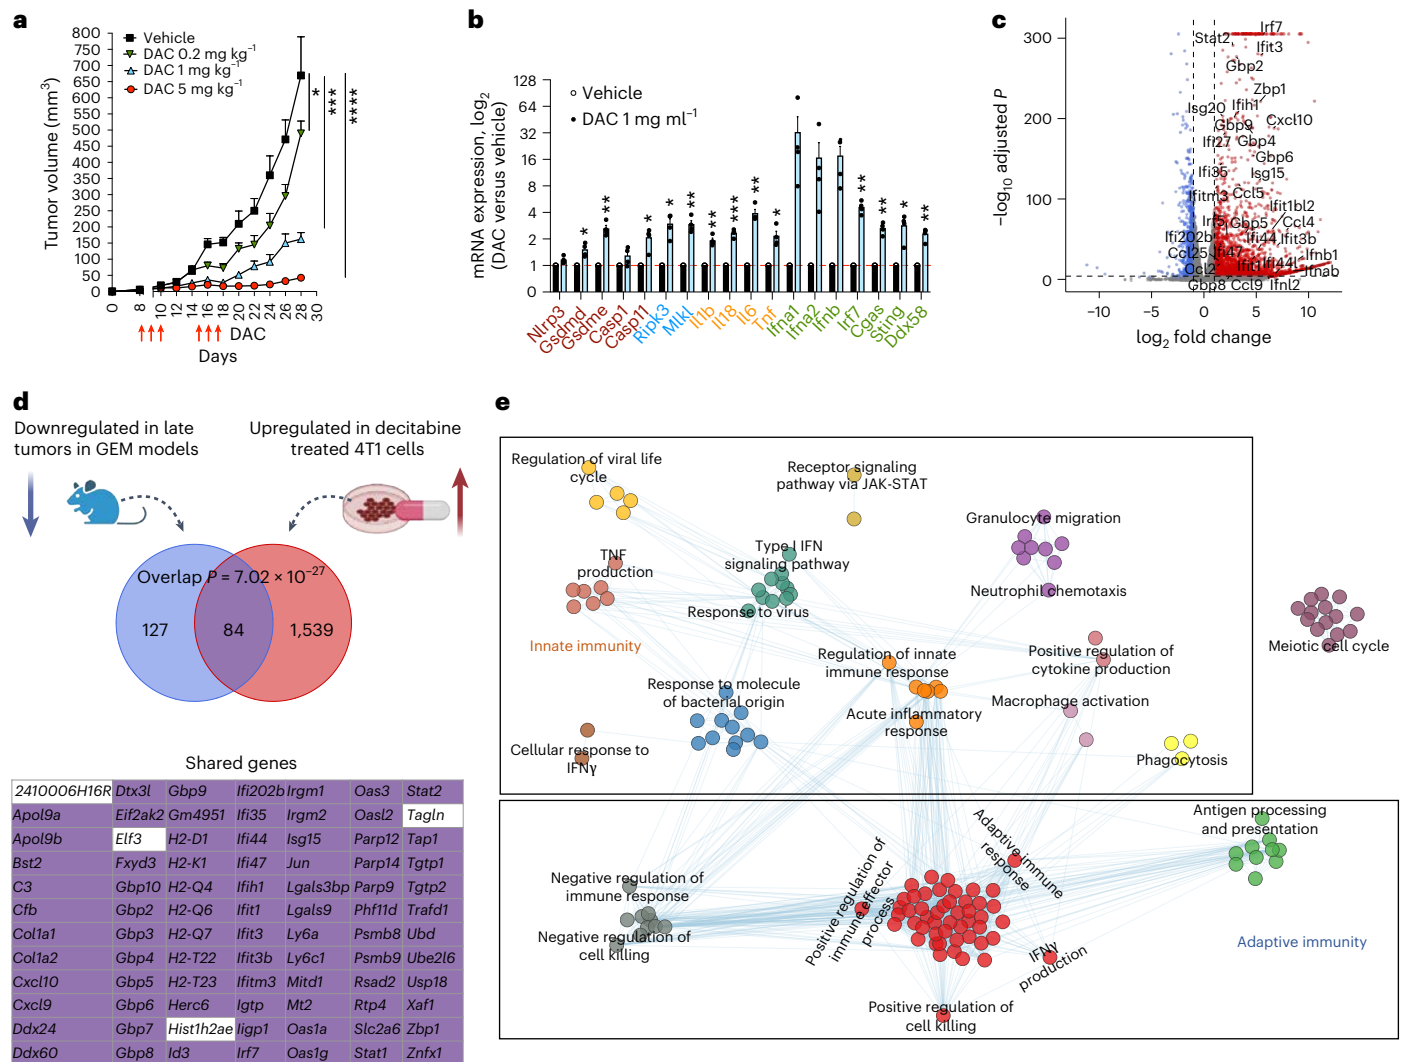 a
Tumor volume (mm³)
800
750
700
650
600
550
500
450
400
350
300
250
200
150
100
50
0
Vehicle
DAC 0.2 mg kg⁻¹
DAC 1 mg kg⁻¹
DAC 5 mg kg⁻¹
*
***
****
0 8 10 12 14 16 18 20 22 24 26 28 30
DAC
Days
b
mRNA expression, log₂
(DAC versus vehicle)
128
64
32
16
8
4
2
1
0
Vehicle
DAC 1 mg ml⁻¹
* ** * * ** ** *** ** * ** ** * **
Nlrp3
Gsdmd
Gsdme
Casp1
Casp11
Ripk3
Mlkl
Il1b
Il18
Il6
Tnf
Ifna1
Ifna2
Ifnb
Irf7
Cgas
Sting
Ddx58
c
−log₁₀ adjusted P
300
200
100
0
Irf7
Stat2
Ifit3
Gbp2
Zbp1
Isg20 Ifih1
Gbp9 Cxcl10
Ifi27 Gbp4
Gbp6
Ifi35 Isg15
Ifitm3 Ccl5
Ifit1bl2
Irf5 Gbp5 Ccl4
Ifi202b Ifi44 Ifit3b
Ccl25 Ifi47 Ifnb1
Ccl2 Ifit1 Ifi44l Ifnab
Gbp8 Ccl9 Ifnl2
−10 −5 0 5 10
log₂ fold change
d
Downregulated in late
tumors in GEM models
Upregulated in decitabine
treated 4T1 cells
Overlap P = 7.02 × 10⁻²⁷
127 84 1,539
Shared genes
2410006H16R Dtx3l Gbp9 Ifi202b Irgm1 Oas3 Stat2
Apol9a Eif2ak2 Gm4951 Ifi35 Irgm2 Oasl2 Tagln
Apol9b Elf3 H2-D1 Ifi44 Isg15 Parp12 Tap1
Bst2 Fxyd3 H2-K1 Ifi47 Jun Parp14 Tgtp1
C3 Gbp10 H2-Q4 Ifih1 Lgals3bp Parp9 Tgtp2
Cfb Gbp2 H2-Q6 Ifit1 Lgals9 Phf11d Trafd1
Col1a1 Gbp3 H2-Q7 Ifit3 Ly6a Psmb8 Ubd
Col1a2 Gbp4 H2-T22 Ifit3b Ly6c1 Psmb9 Ube2l6
Cxcl10 Gbp5 H2-T23 Ifitm3 Mitd1 Rsad2 Usp18
Cxcl9 Gbp6 Herc6 Igtp Mt2 Rtp4 Xaf1
Ddx24 Gbp7 Hist1h2ae Iigp1 Oas1a Slc2a6 Zbp1
Ddx60 Gbp8 Id3 Irf7 Oas1g Stat1 Znfx1
e
Regulation of viral life
cycle
Receptor signaling
pathway via JAK-STAT
Granulocyte migration
TNF
production
Type I IFN
signaling pathway
Neutrophil chemotaxis
Response to virus
Innate immunity
Regulation of innate
immune response
Positive regulation of
cytokine production
Meiotic cell cycle
Response to molecule
of bacterial origin
Macrophage activation
Acute inflammatory
response
Cellular response to
IFNγ
Phagocytosis
Antigen processing
and presentation
Adaptive immune
response
Positive regulation of
immune effector
process
Negative regulation of
immune response
Negative regulation of
cell killing
IFNγ
production
Adaptive immunity
Positive regulation of
cell killing